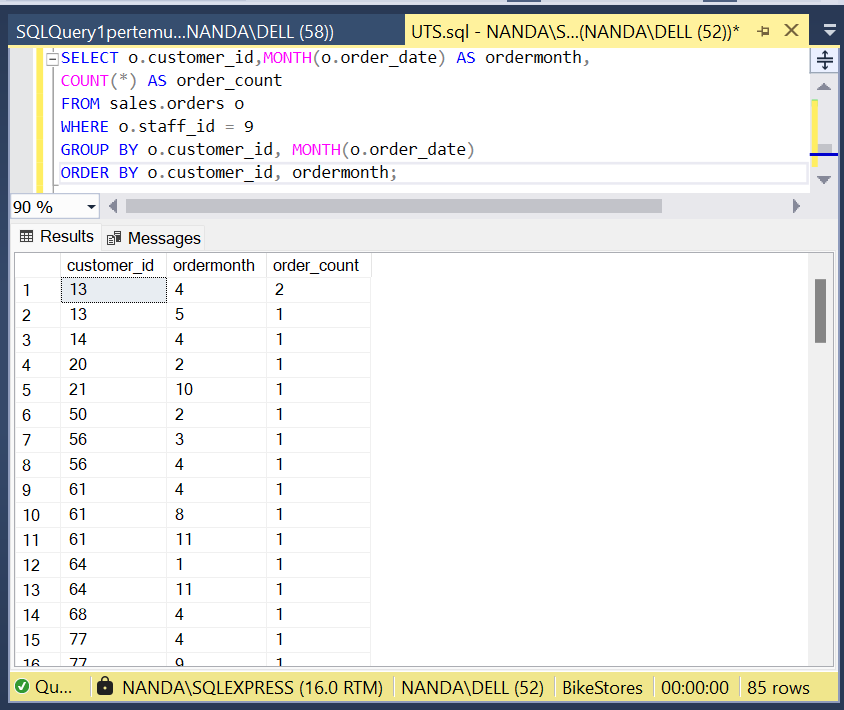 SQLQuery1pertemu...NANDA\DELL (58)) UTS.sql - NANDA\S...(NANDA\DELL (52))*
SELECT o.customer_id,MONTH(o.order_date) AS ordermonth,
COUNT(*) AS order_count
FROM sales.orders o
WHERE o.staff_id = 9
GROUP BY o.customer_id, MONTH(o.order_date)
ORDER BY o.customer_id, ordermonth;
90 %
Results Messages
customer_id ordermonth order_count
1 13 4 2
2 13 5 1
3 14 4 1
4 20 2 1
5 21 10 1
6 50 2 1
7 56 3 1
8 56 4 1
9 61 4 1
10 61 8 1
11 61 11 1
12 64 1 1
13 64 11 1
14 68 4 1
15 77 4 1
16 77 9 1
Qu... NANDA\SQLEXPRESS (16.0 RTM) NANDA\DELL (52) BikeStores 00:00:00 85 rows